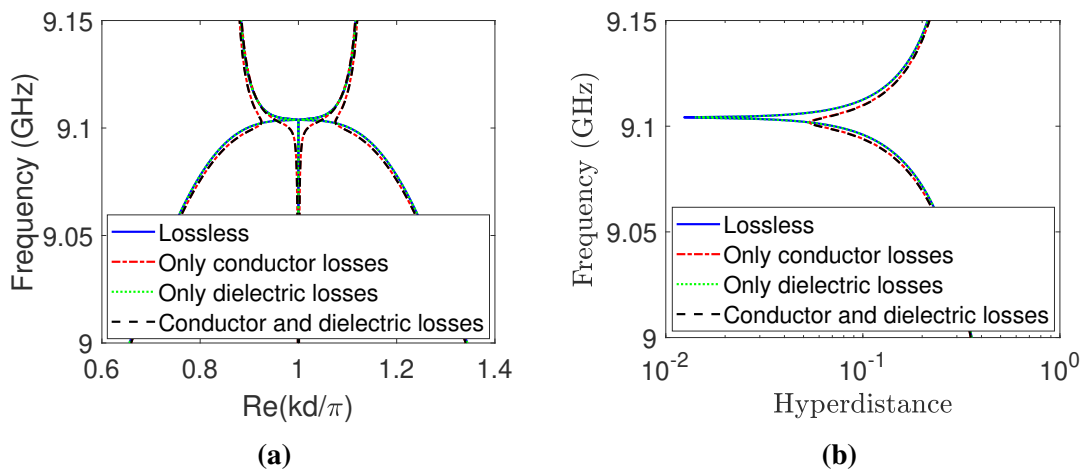 9.15
9.1
9.05
9
Frequency (GHz)
Lossless
Only conductor losses
Only dielectric losses
Conductor and dielectric losses
0.6 0.8 1 1.2 1.4
Re(kd/π)
(a)
9.15
9.1
9.05
9
Frequency (GHz)
Lossless
Only conductor losses
Only dielectric losses
Conductor and dielectric losses
10^-2 10^-1 10^0
Hyperdistance
(b)